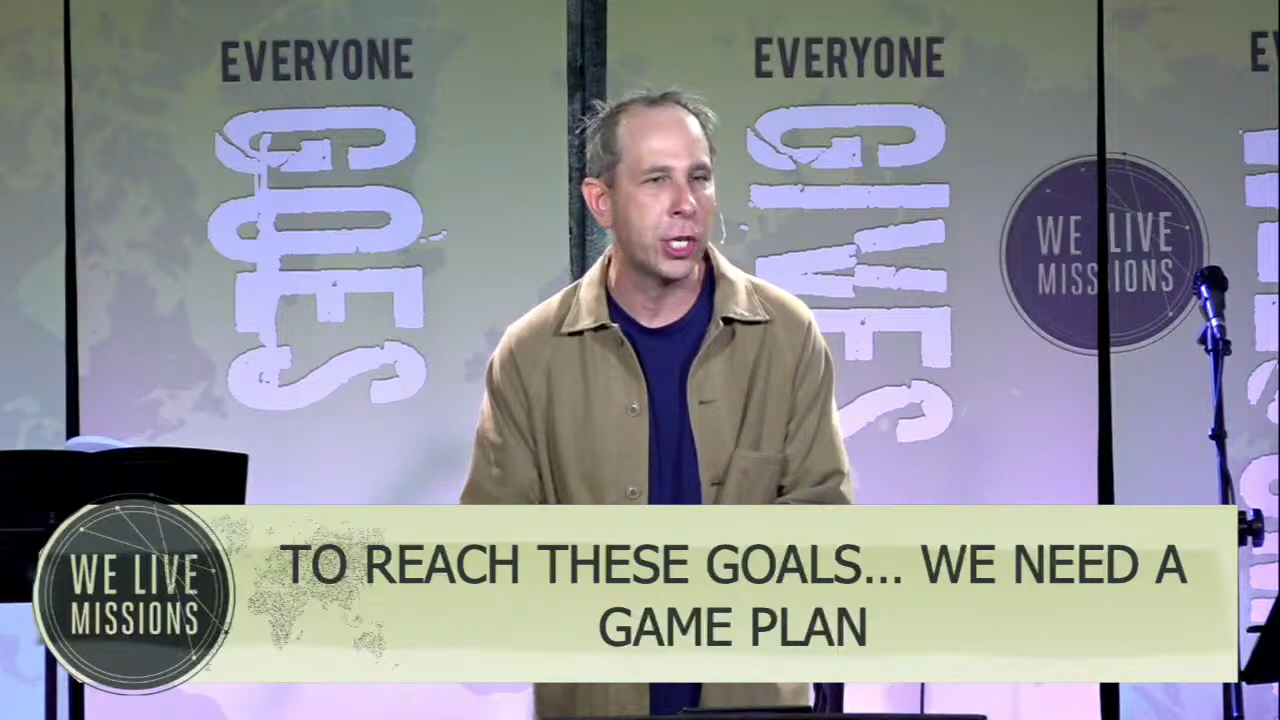 EVERYONE
GOES
EVERYONE
GIVES
WE LIVE
MISSIONS
WE LIVE
MISSIONS
TO REACH THESE GOALS... WE NEED A
GAME PLAN